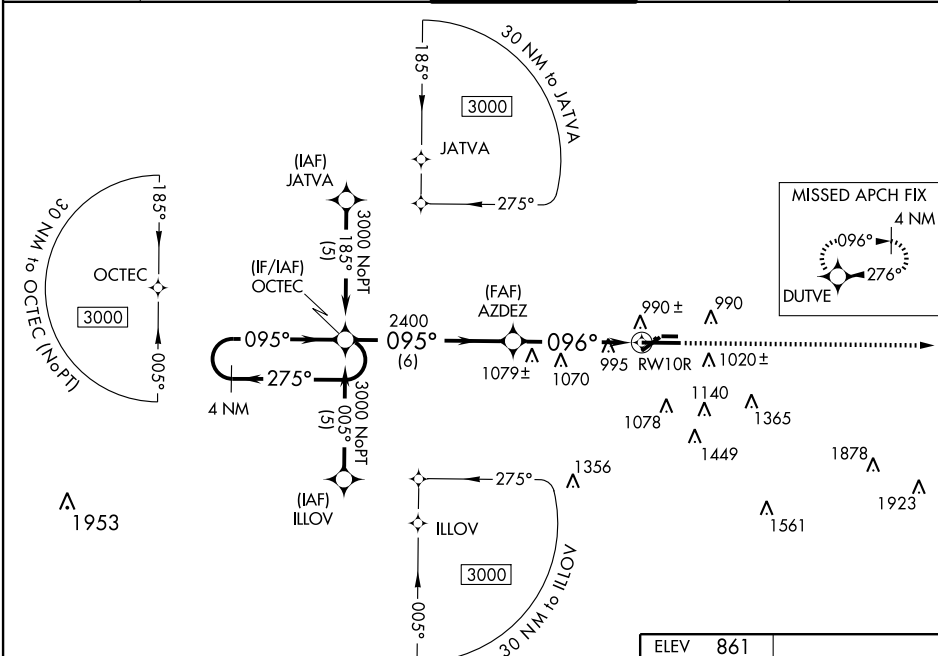 30 NM to JATVA
185°
3000
JATVA
275°
(IAF)
JATVA
3000 NoPT
185°
(5)
MISSED APCH FIX
4 NM
096°
276°
DUTVE
30 NM to OCTEC (NoPT)
185°
OCTEC
3000
005°
(IF/IAF)
OCTEC
095°
275°
4 NM
2400
095°
(6)
(FAF)
AZDEZ
096°
1079±
1070
995
990±
990
RW10R
1020±
3000 NoPT
005°
(5)
(IAF)
ILLOV
1078
1140
1365
1449
1356
1878
1923
1561
1953
275°
ILLOV
3000
005°
30 NM to ILLOV
ELEV 861